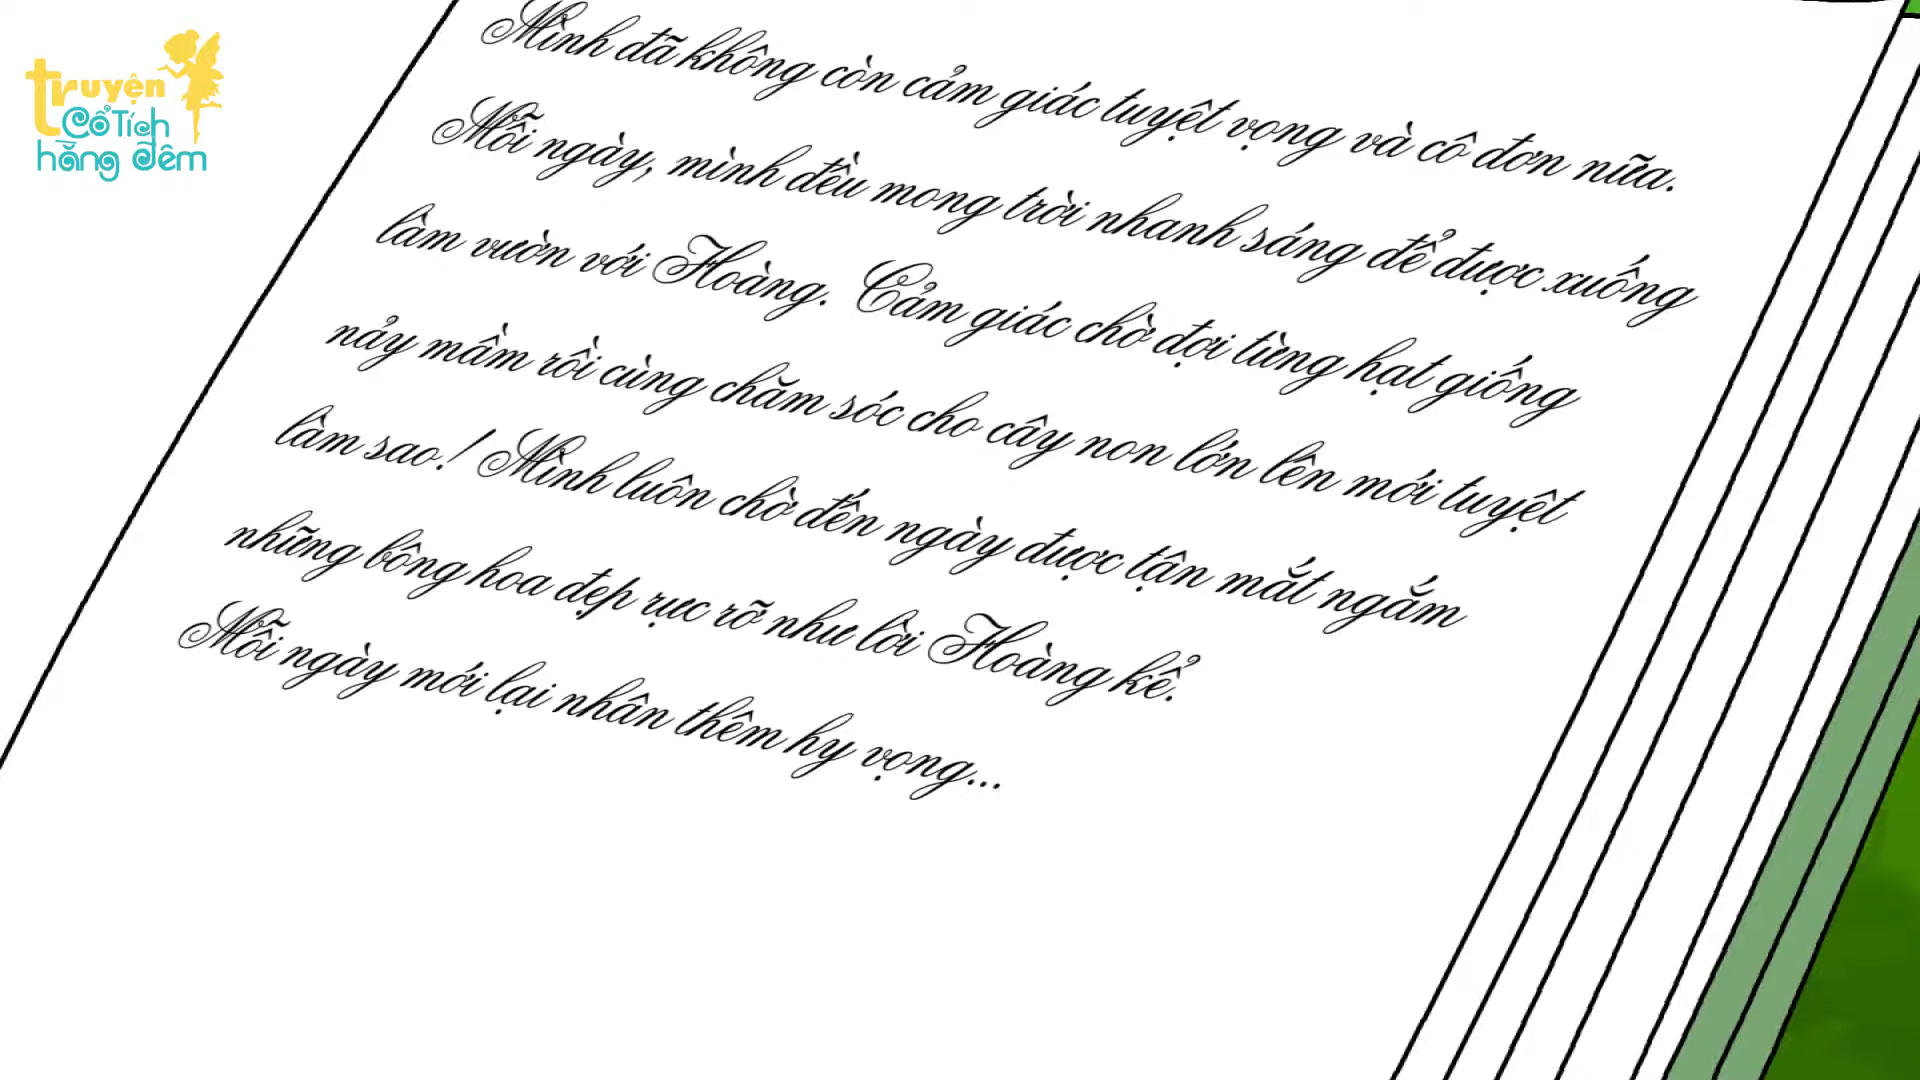 truyện
Cổ Tích
hằng đêm
Mình đã không còn cảm giác tuyệt vọng và cô đơn nữa.
Mỗi ngày, mình đều mong trời nhanh sáng để được xuống
làm vườn với Hoàng. Cảm giác chờ đợi từng hạt giống
nảy mầm rồi cùng chăm sóc cho cây non lớn lên mới tuyệt
làm sao! Mình luôn chờ đến ngày được tận mắt ngắm
những bông hoa đẹp rực rỡ như lời Hoàng kể.
Mỗi ngày mới lại nhân thêm hy vọng...